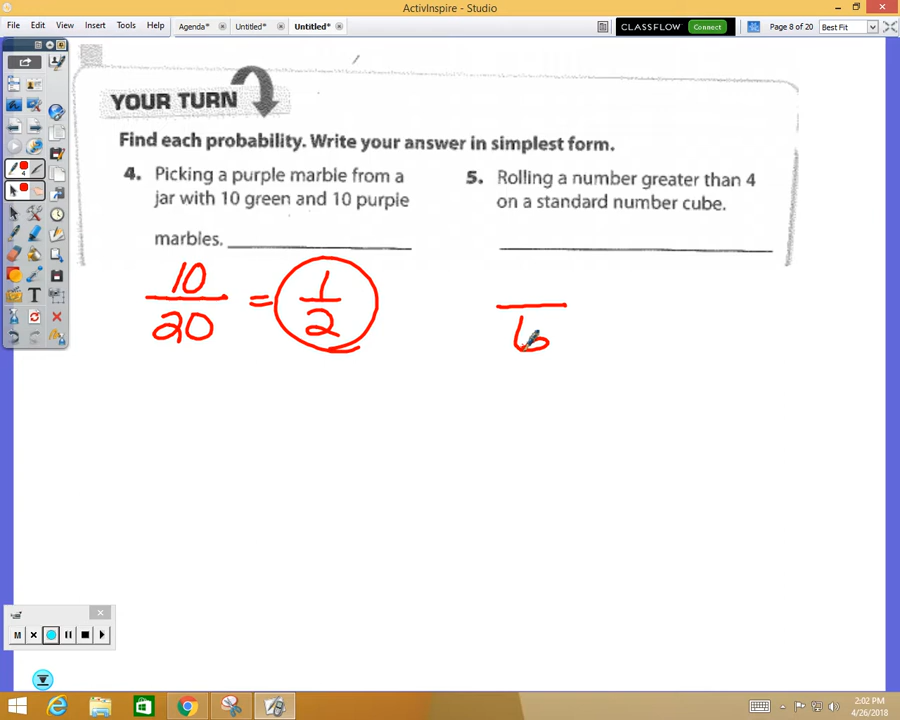 ActivInspire - Studio
File Edit View Insert Tools Help
Agenda* Untitled* Untitled*
CLASSFLOW Connect
Page 8 of 20 Best Fit
YOUR TURN
Find each probability. Write your answer in simplest form.
4. Picking a purple marble from a
jar with 10 green and 10 purple
marbles.
10
20
=
1
2
5. Rolling a number greater than 4
on a standard number cube.
6
4
T
M
2:02 PM
4/26/2018